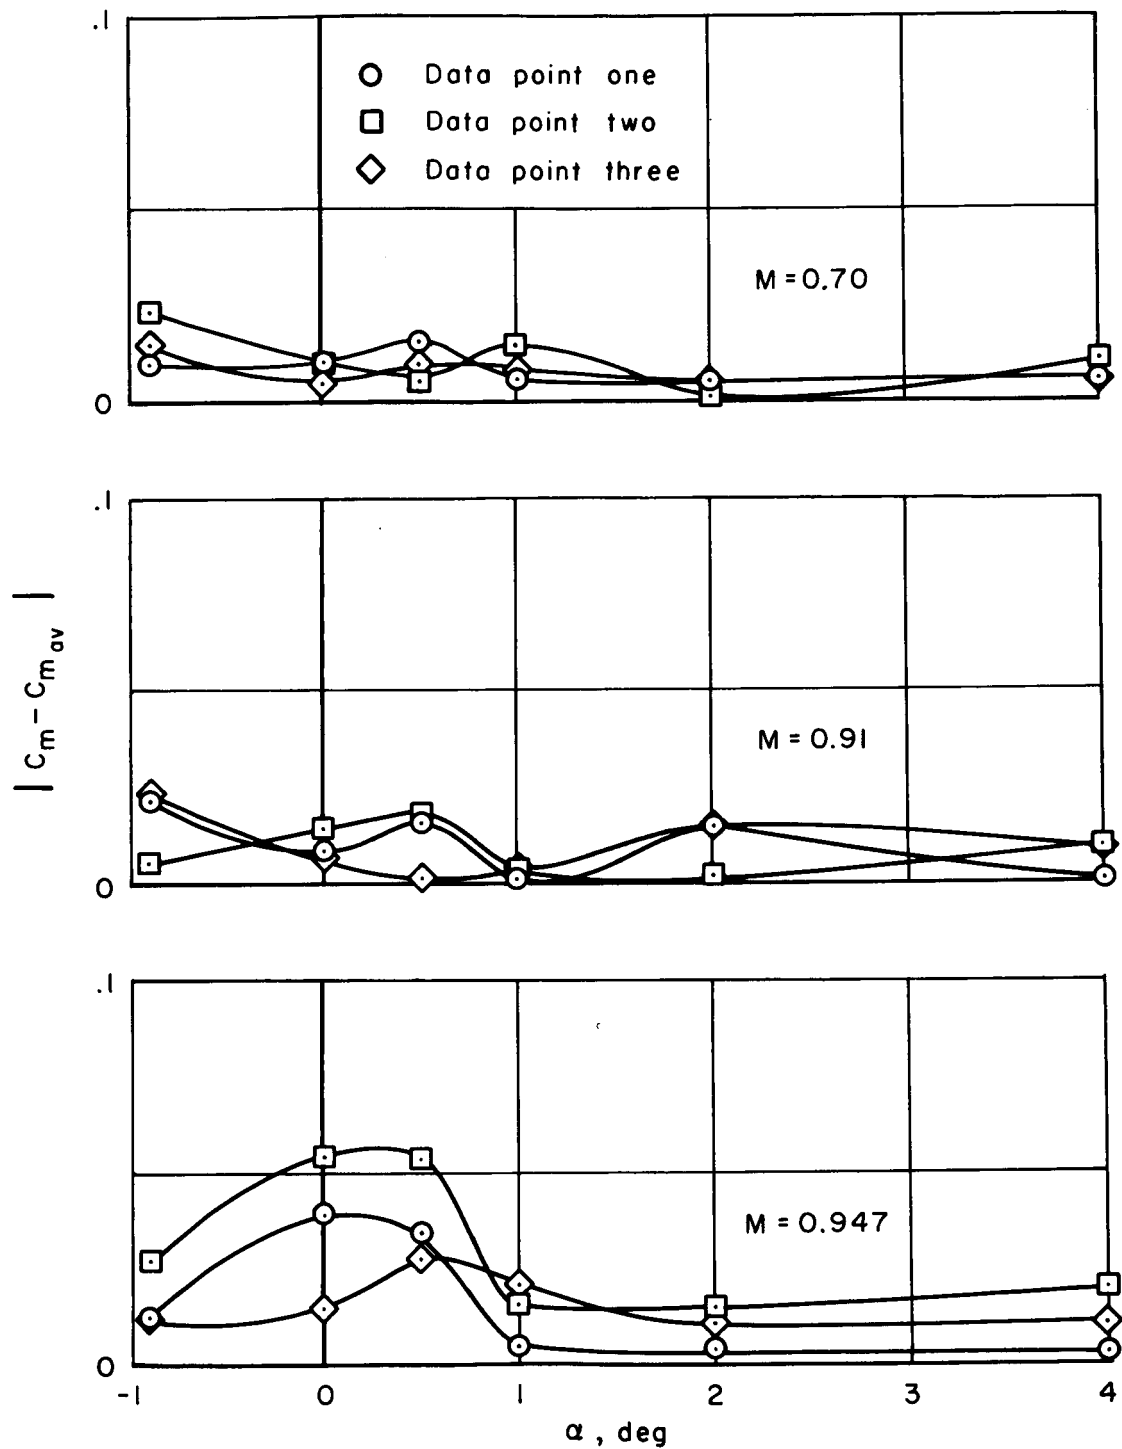 .1
Data point one
Data point two
Data point three
M = 0.70
0
.1
| Cm – Cmav |
M = 0.91
0
.1
M = 0.947
0
-1 0 1 2 3 4
α , deg